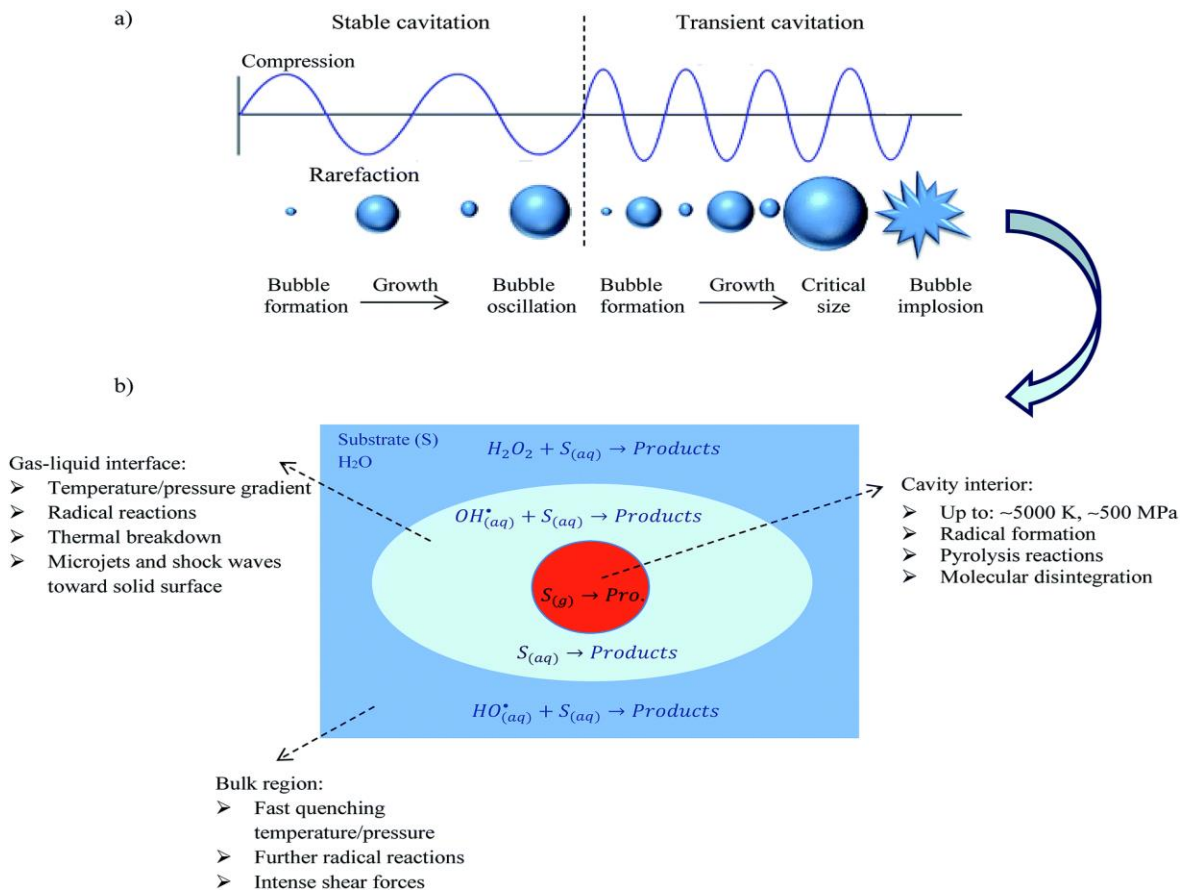 a)
Stable cavitation
Transient cavitation
Compression
Rarefaction
Bubble
formation
Growth
Bubble
oscillation
Bubble
formation
Growth
Critical
size
Bubble
implosion
b)
Substrate (S)
H₂O
H₂O₂ + S₍aq₎ → Products
OH•₍aq₎ + S₍aq₎ → Products
S₍g₎ → Pro.
S₍aq₎ → Products
HO•₍aq₎ + S₍aq₎ → Products
Gas-liquid interface:
➢ Temperature/pressure gradient
➢ Radical reactions
➢ Thermal breakdown
➢ Microjets and shock waves
toward solid surface
Cavity interior:
➢ Up to: ~5000 K, ~500 MPa
➢ Radical formation
➢ Pyrolysis reactions
➢ Molecular disintegration
Bulk region:
➢ Fast quenching
temperature/pressure
➢ Further radical reactions
➢ Intense shear forces